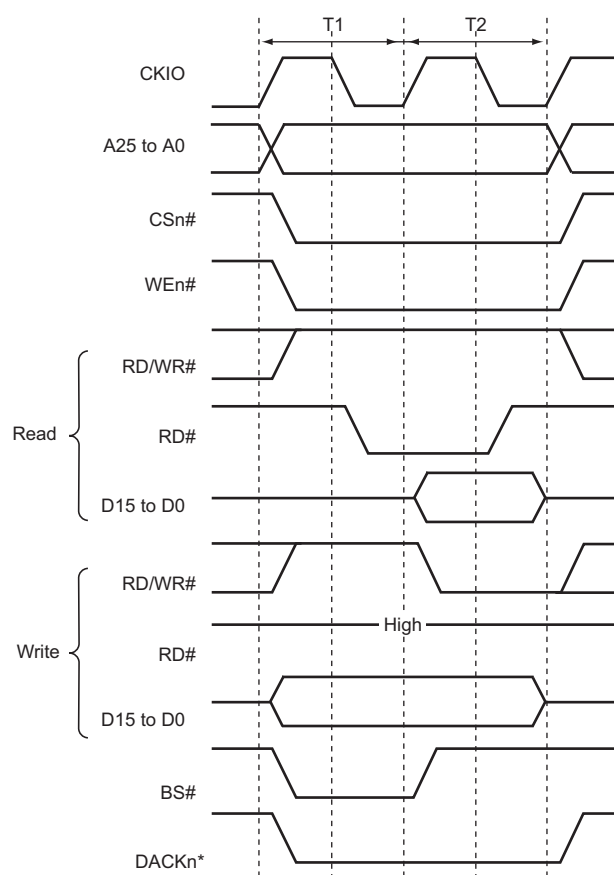 T1 T2
CKIO
A25 to A0
CSn#
WEn#
RD/WR#
Read
RD#
D15 to D0
RD/WR#
High
Write
RD#
D15 to D0
BS#
DACKn*